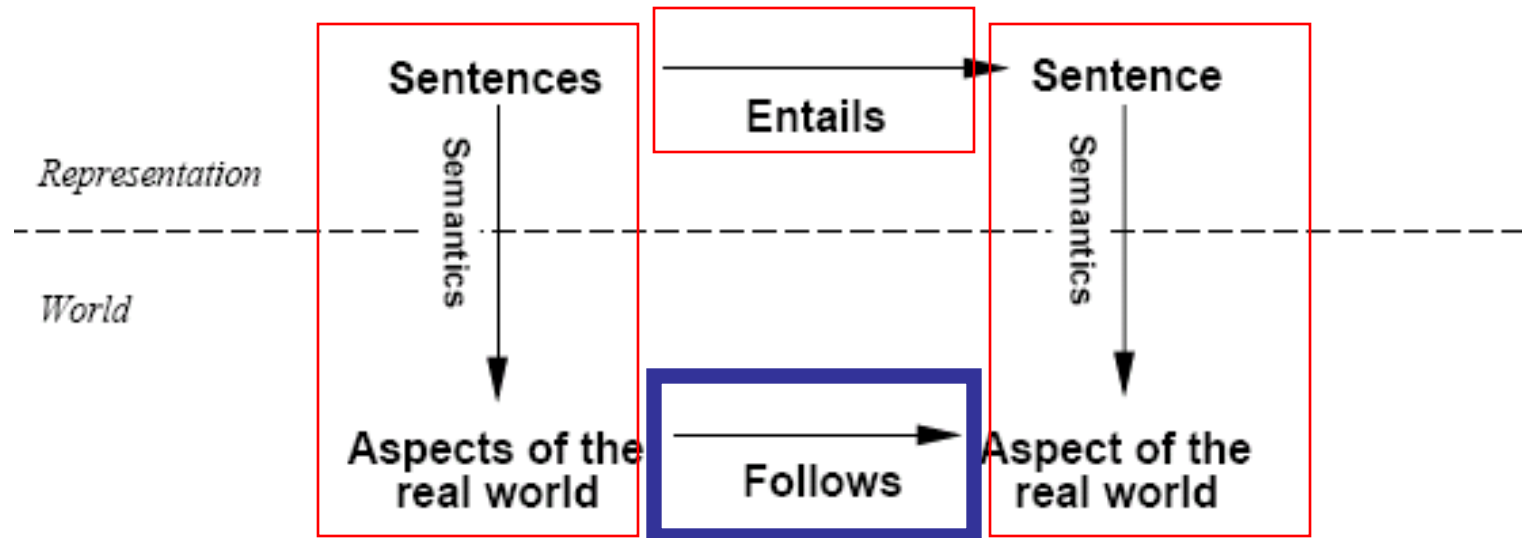 Sentences
Entails
Sentence
Representation
Semantics
Semantics
World
Aspects of the
real world
Follows
Aspect of the
real world